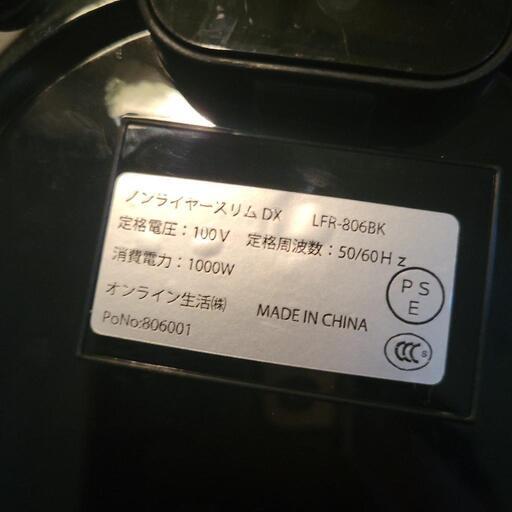 ノンライヤースリム DX LFR-806BK
定格電圧：100V 定格周波数：50/60Hz
消費電力：1000W
オンライン生活㈱ MADE IN CHINA
PoNo:806001
PS
E
CCC S